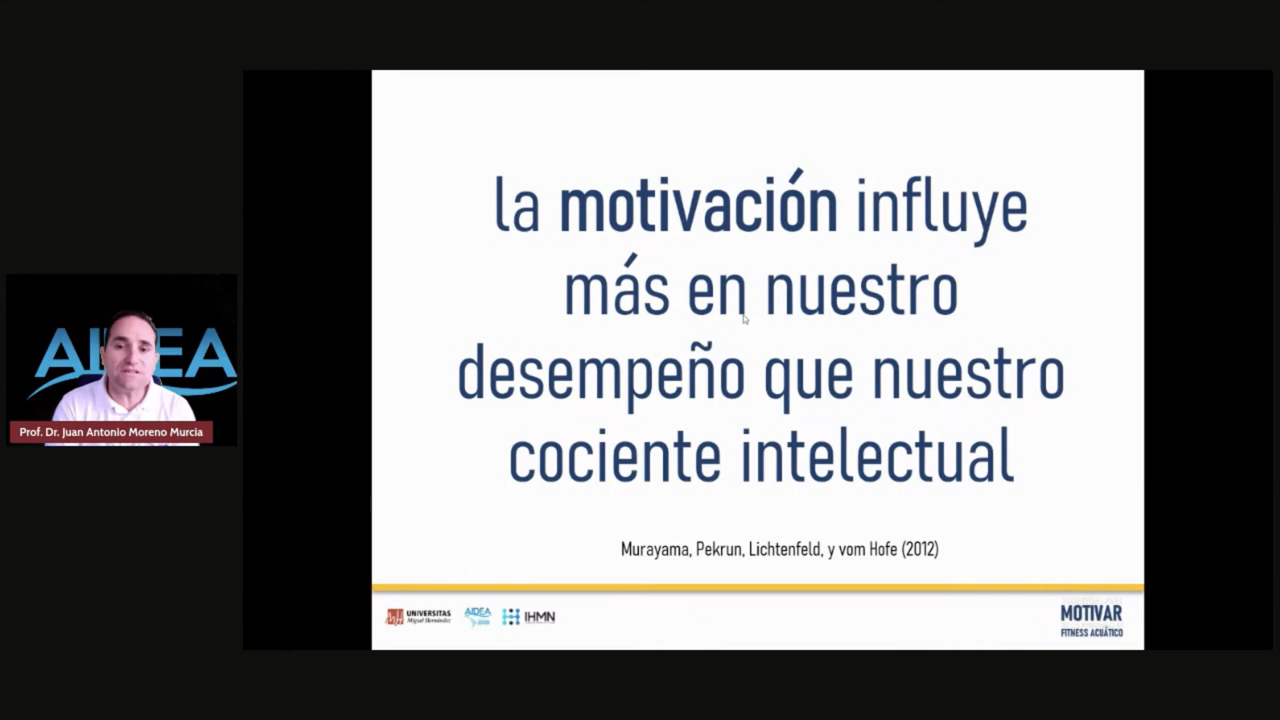 la motivación influye
más en nuestro
desempeño que nuestro
cociente intelectual
Murayama, Pekrun, Lichtenfeld, y vom Hofe (2012)
AIDEA
Prof. Dr. Juan Antonio Moreno Murcia
UNIVERSITAS
Miguel Hernández
AIDEA
IHMN
MOTIVAR
FITNESS ACUÁTICO